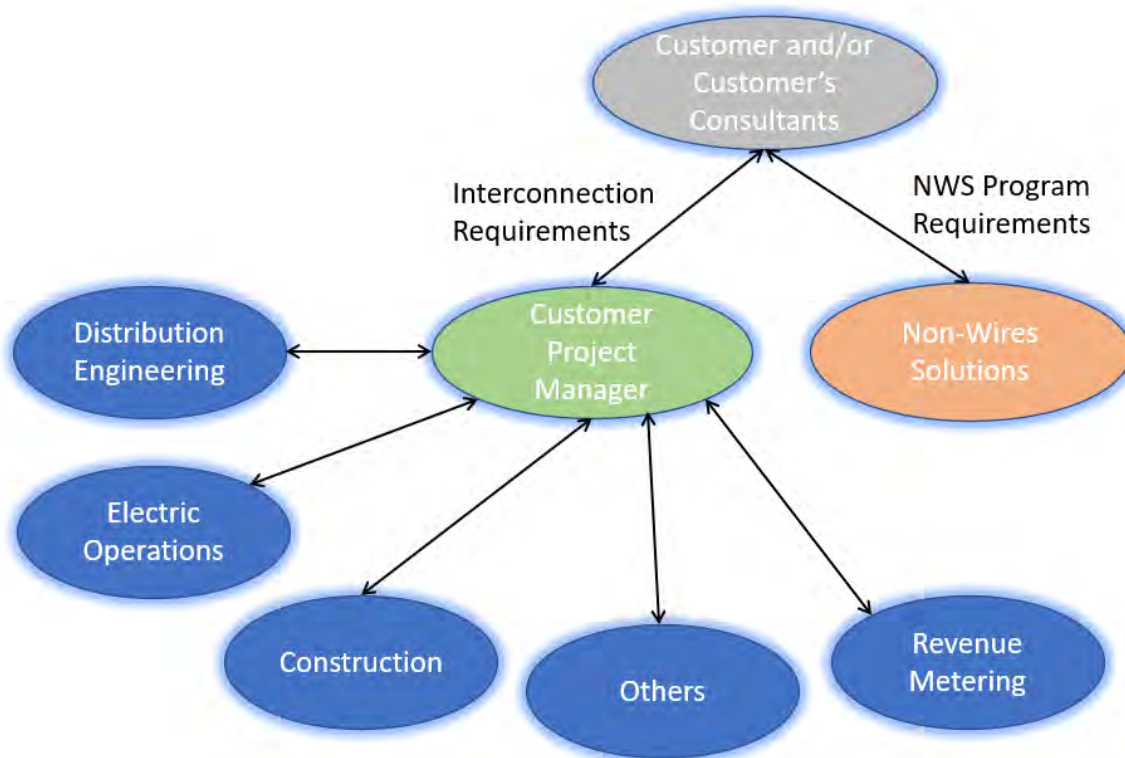 Customer and/or
Customer's
Consultants
Interconnection
Requirements
NWS Program
Requirements
Distribution
Engineering
Customer
Project
Manager
Non-Wires
Solutions
Electric
Operations
Construction
Others
Revenue
Metering